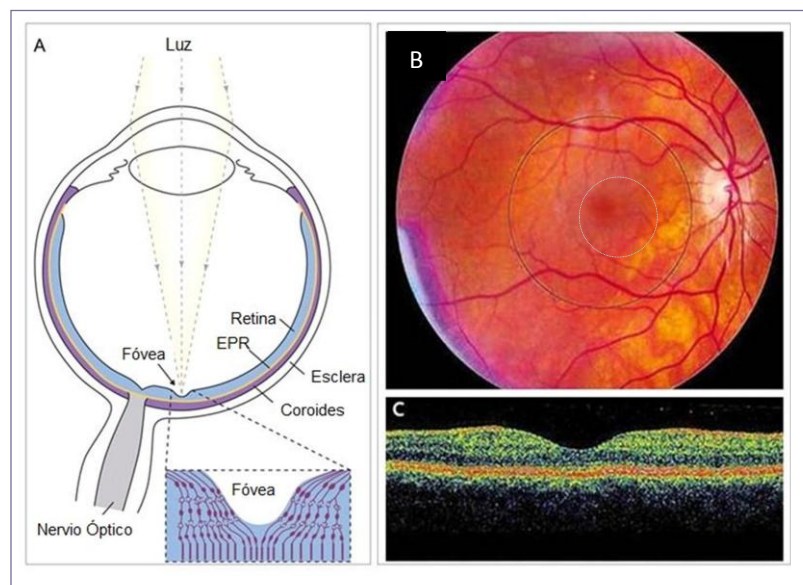 A
Luz
Retina
EPR
Fóvea
Esclera
Coroides
Fóvea
Nervio Óptico
B
C